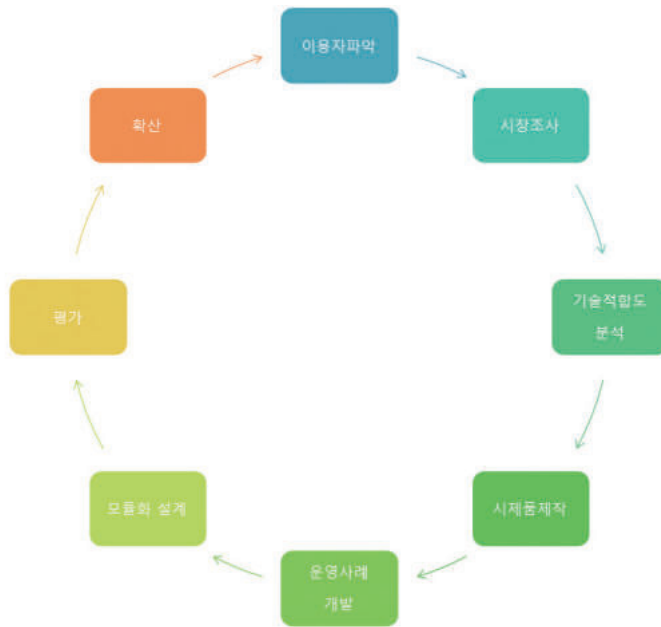 이용자파악
시장조사
기술적합도
분석
시제품제작
운영사례
개발
모듈화 설계
평가
확산